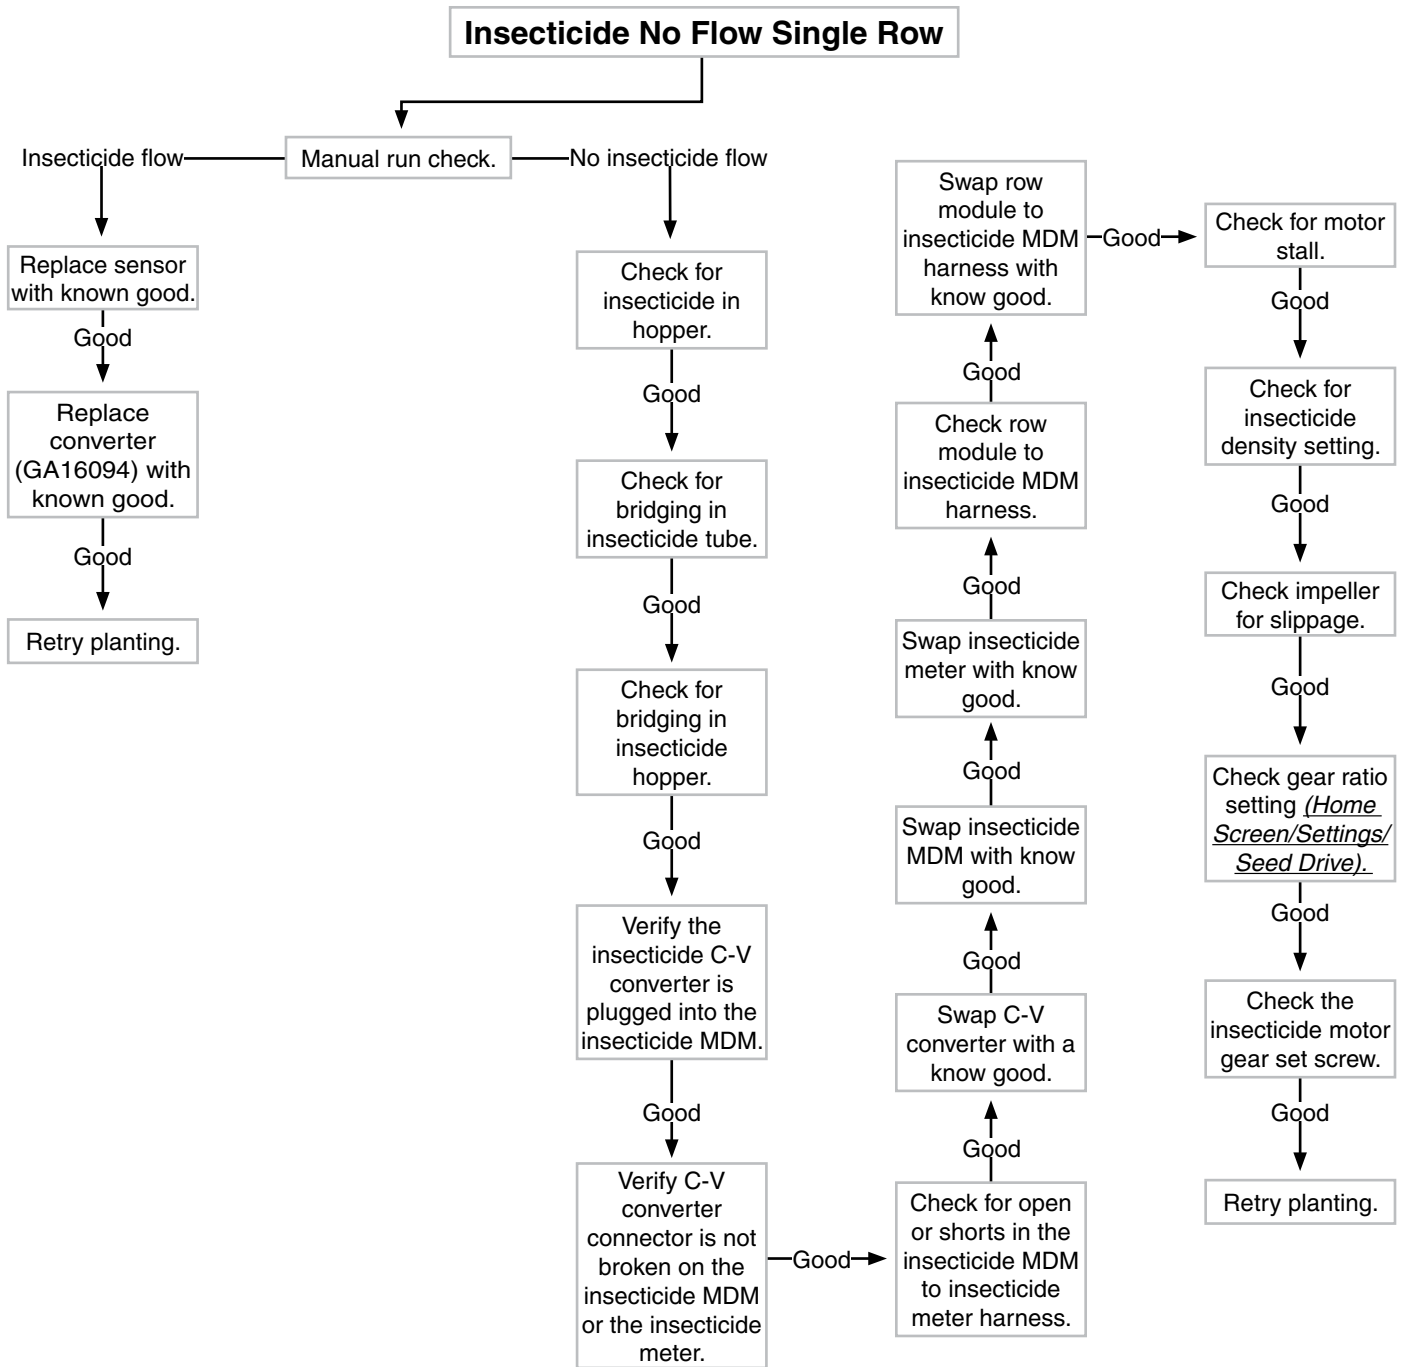 Insecticide No Flow Single Row
Insecticide flow
Manual run check.
No insecticide flow
Replace sensor
with known good.
Good
Replace
converter
(GA16094) with
known good.
Good
Retry planting.
Check for
insecticide in
hopper.
Good
Check for
bridging in
insecticide tube.
Good
Check for
bridging in
insecticide
hopper.
Good
Verify the
insecticide C-V
converter is
plugged into the
insecticide MDM.
Good
Verify C-V
converter
connector is not
broken on the
insecticide MDM
or the insecticide
meter.
Good
Check for open
or shorts in the
insecticide MDM
to insecticide
meter harness.
Good
Swap C-V
converter with a
know good.
Good
Swap insecticide
MDM with know
good.
Good
Swap insecticide
meter with know
good.
Good
Check row
module to
insecticide MDM
harness.
Good
Swap row
module to
insecticide MDM
harness with
know good.
Good
Check for motor
stall.
Good
Check for
insecticide
density setting.
Good
Check impeller
for slippage.
Good
Check gear ratio
setting (Home
Screen/Settings/
Seed Drive).
Good
Check the
insecticide motor
gear set screw.
Good
Retry planting.